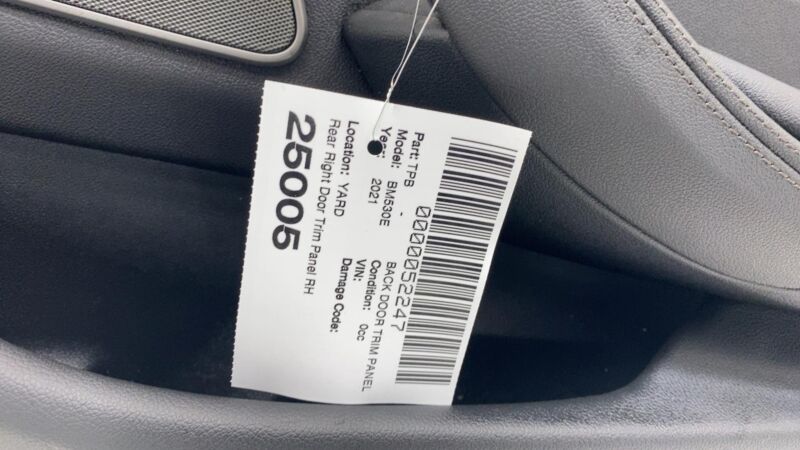 0000052247
Part: TPB - BACK DOOR TRIM PANEL
Model: BM530E Condition: 0cc
Year: 2021 VIN:
Location: YARD Damage Code:
Rear Right Door Trim Panel RH
25005